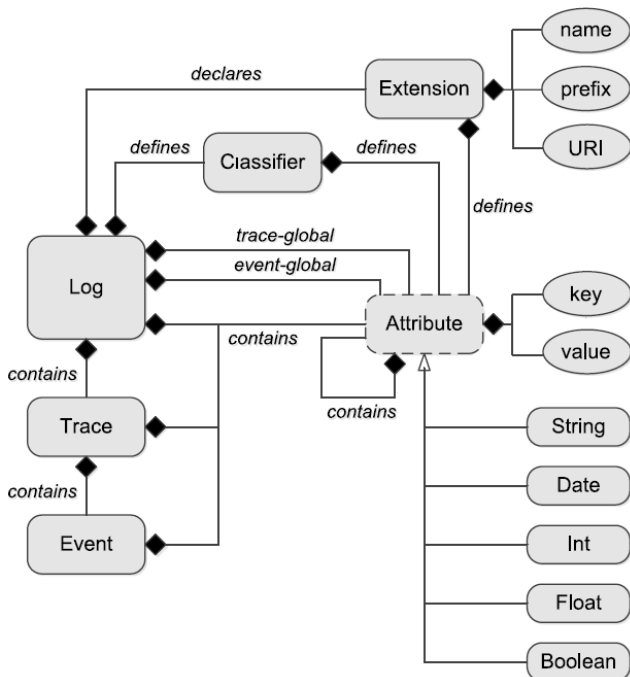 name
declares
Extension
prefix
defines
Classifier
defines
URI
defines
trace-global
event-global
Log
key
Attribute
contains
value
contains
contains
Trace
String
contains
Date
Event
Int
Float
Boolean